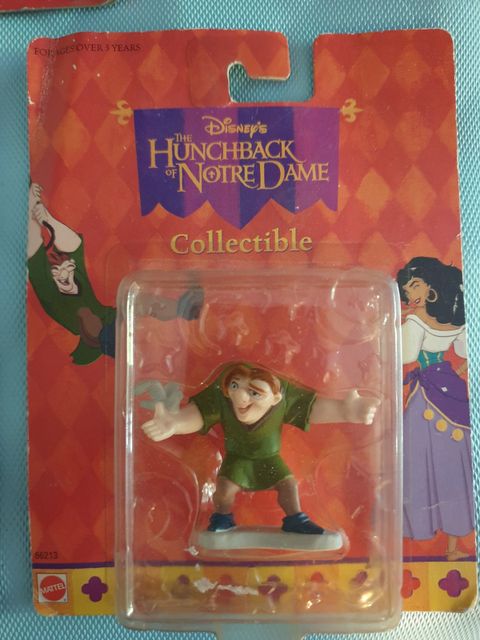 FOR AGES OVER 3 YEARS
Disney's
THE
HUNCHBACK
OF NOTRE DAME
Collectible
66213
MATTEL